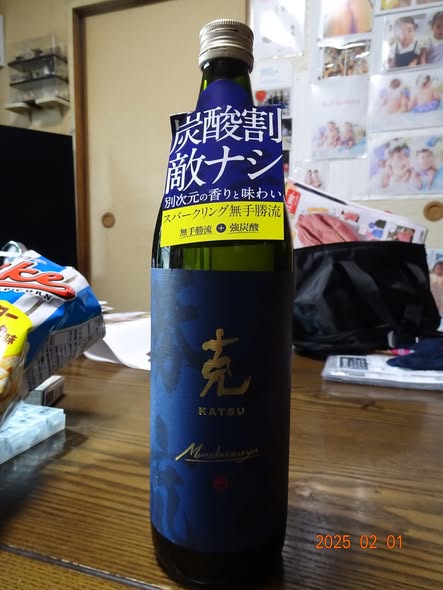 炭酸割
敵ナシ
別次元の香りと味わい
スパークリング無手勝流
無手勝流 + 強炭酸
克
KATSU
2025 02 01